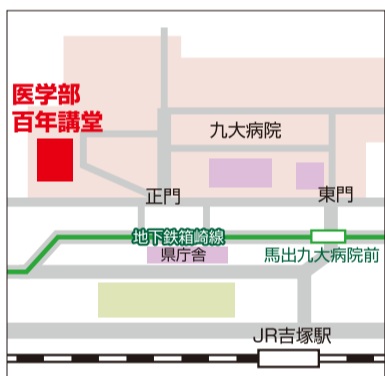 医学部
百年講堂
九大病院
正門
東門
地下鉄箱崎線
県庁舎
馬出九大病院前
JR吉塚駅